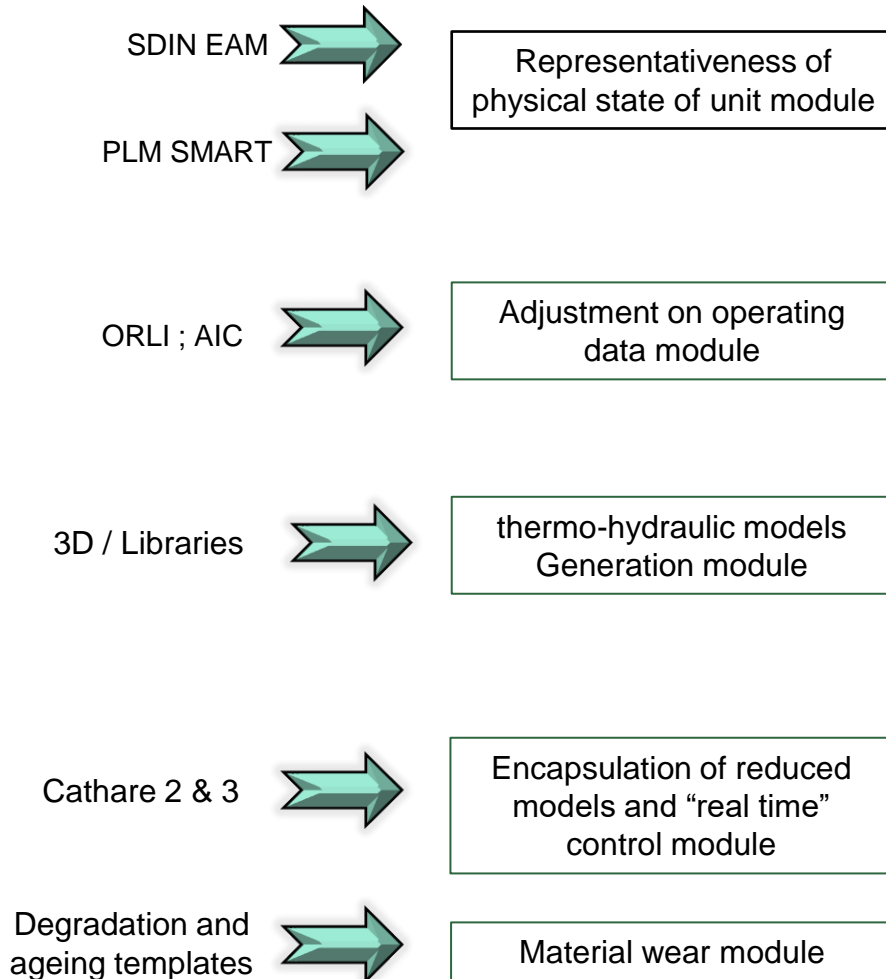 SDIN EAM
Representativeness of
physical state of unit module
PLM SMART
ORLI ; AIC
Adjustment on operating
data module
3D / Libraries
thermo-hydraulic models
Generation module
Cathare 2 & 3
Encapsulation of reduced
models and “real time”
control module
Degradation and
ageing templates
Material wear module